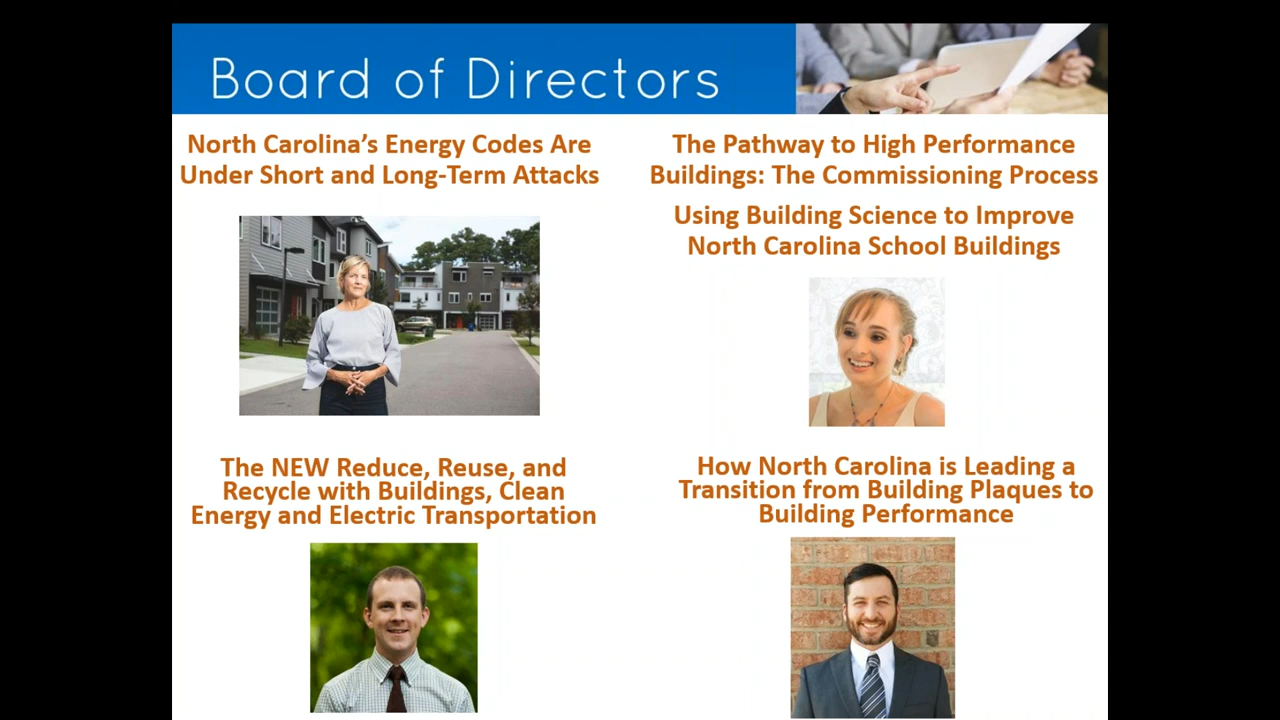 Board of Directors
North Carolina’s Energy Codes Are
Under Short and Long-Term Attacks
The Pathway to High Performance
Buildings: The Commissioning Process
Using Building Science to Improve
North Carolina School Buildings
The NEW Reduce, Reuse, and
Recycle with Buildings, Clean
Energy and Electric Transportation
How North Carolina is Leading a
Transition from Building Plaques to
Building Performance